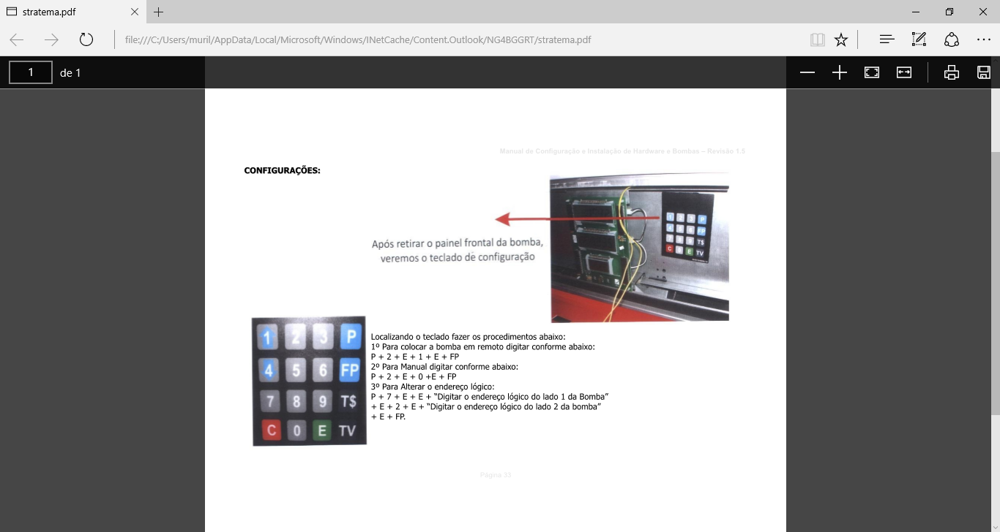 stratema.pdf
file:///C:/Users/muril/AppData/Local/Microsoft/Windows/INetCache/Content.Outlook/NG4BGGRT/stratema.pdf
1 de 1
Manual de Configuração e Instalação de Hardware e Bombas – Revisão 1.5
CONFIGURAÇÕES:
1 2 3 P
4 5 6 FP
7 8 9 T$
C 0 E TV
Após retirar o painel frontal da bomba,
veremos o teclado de configuração
1 2 3 P
4 5 6 FP
7 8 9 T$
C 0 E TV
Localizando o teclado fazer os procedimentos abaixo:
1º Para colocar a bomba em remoto digitar conforme abaixo:
P + 2 + E + 1 + E + FP
2º Para Manual digitar conforme abaixo:
P + 2 + E + 0 +E + FP
3º Para Alterar o endereço lógico:
P + 7 + E + E + “Digitar o endereço lógico do lado 1 da Bomba”
+ E + 2 + E + “Digitar o endereço lógico do lado 2 da bomba”
+ E + FP.
Página 33